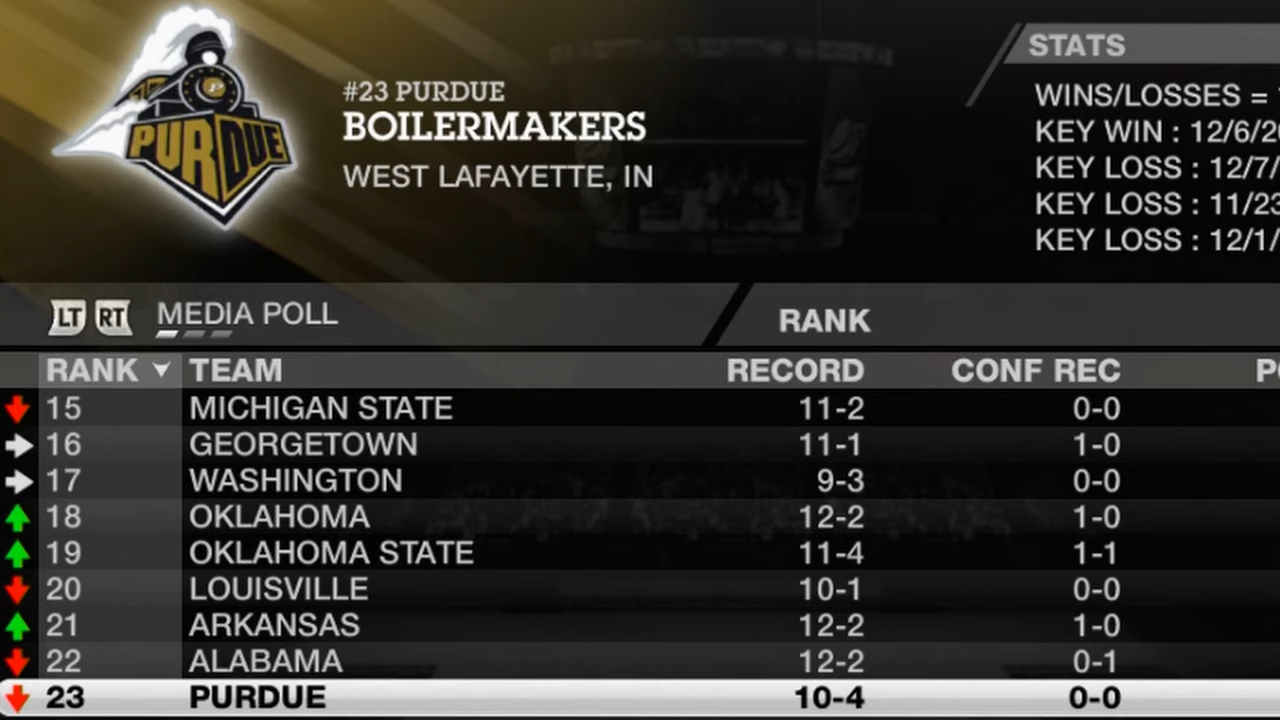 PURDUE
#23 PURDUE
BOILERMAKERS
WEST LAFAYETTE, IN
STATS
WINS/LOSSES =
KEY WIN : 12/6/2
KEY LOSS : 12/7/
KEY LOSS : 11/23
KEY LOSS : 12/1/
LT RT MEDIA POLL
RANK
RANK TEAM RECORD CONF REC
15 MICHIGAN STATE 11-2 0-0
16 GEORGETOWN 11-1 1-0
17 WASHINGTON 9-3 0-0
18 OKLAHOMA 12-2 1-0
19 OKLAHOMA STATE 11-4 1-1
20 LOUISVILLE 10-1 0-0
21 ARKANSAS 12-2 1-0
22 ALABAMA 12-2 0-1
23 PURDUE 10-4 0-0